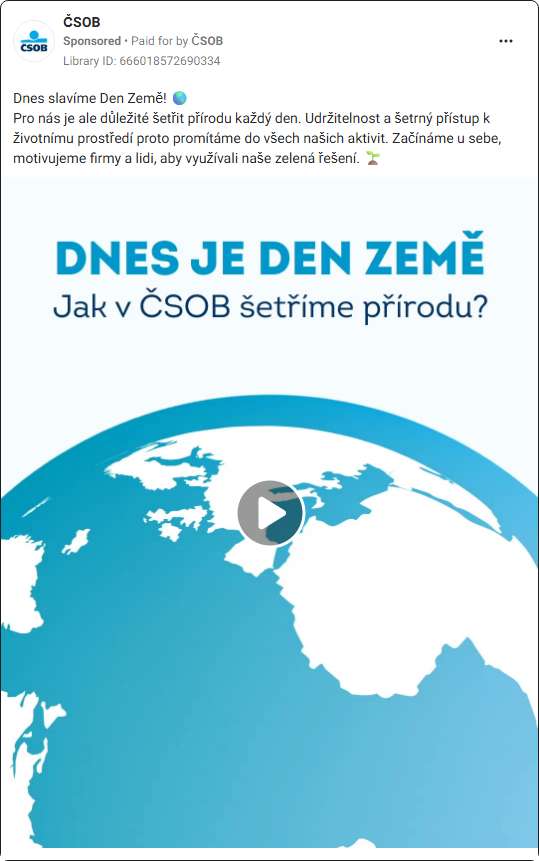 ČSOB
Sponsored • Paid for by ČSOB
Library ID: 666018572690334
ČSOB
Dnes slavíme Den Země! 🌎
Pro nás je ale důležité šetřit přírodu každý den. Udržitelnost a šetrný přístup k
životnímu prostředí proto promítáme do všech našich aktivit. Začínáme u sebe,
motivujeme firmy a lidi, aby využívali naše zelená řešení. 🌱
DNES JE DEN ZEMĚ
Jak v ČSOB šetříme přírodu?